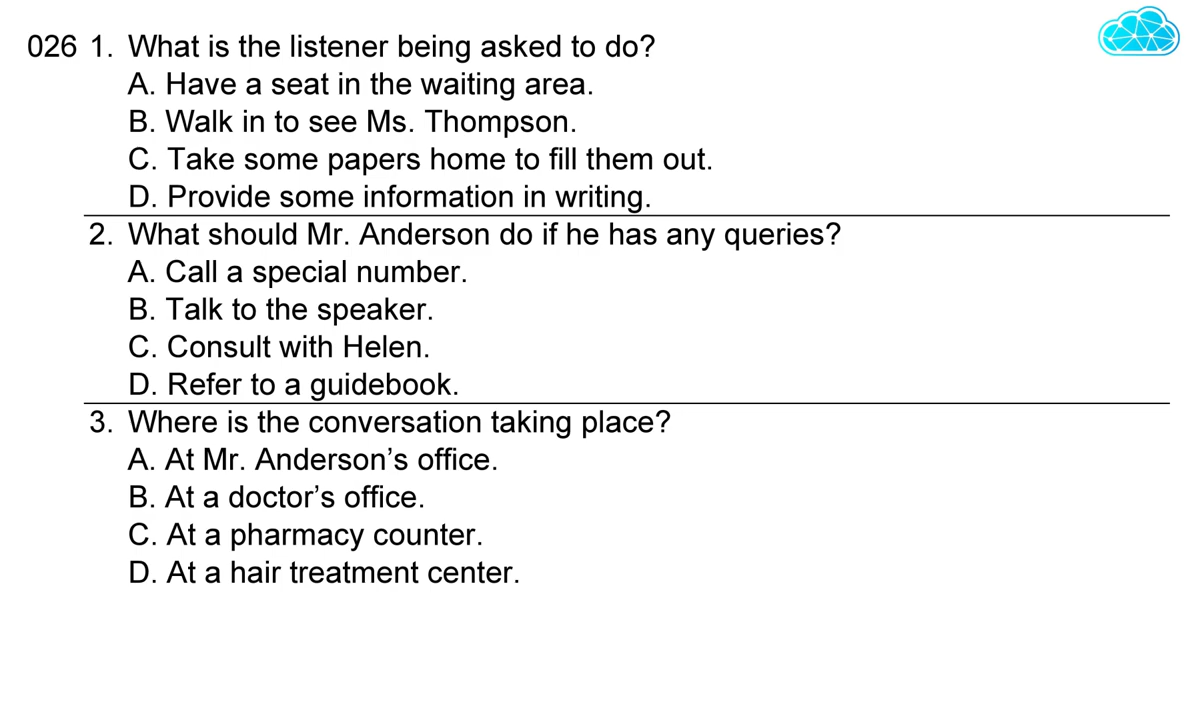 026 1. What is the listener being asked to do?
A. Have a seat in the waiting area.
B. Walk in to see Ms. Thompson.
C. Take some papers home to fill them out.
D. Provide some information in writing.
2. What should Mr. Anderson do if he has any queries?
A. Call a special number.
B. Talk to the speaker.
C. Consult with Helen.
D. Refer to a guidebook.
3. Where is the conversation taking place?
A. At Mr. Anderson’s office.
B. At a doctor’s office.
C. At a pharmacy counter.
D. At a hair treatment center.